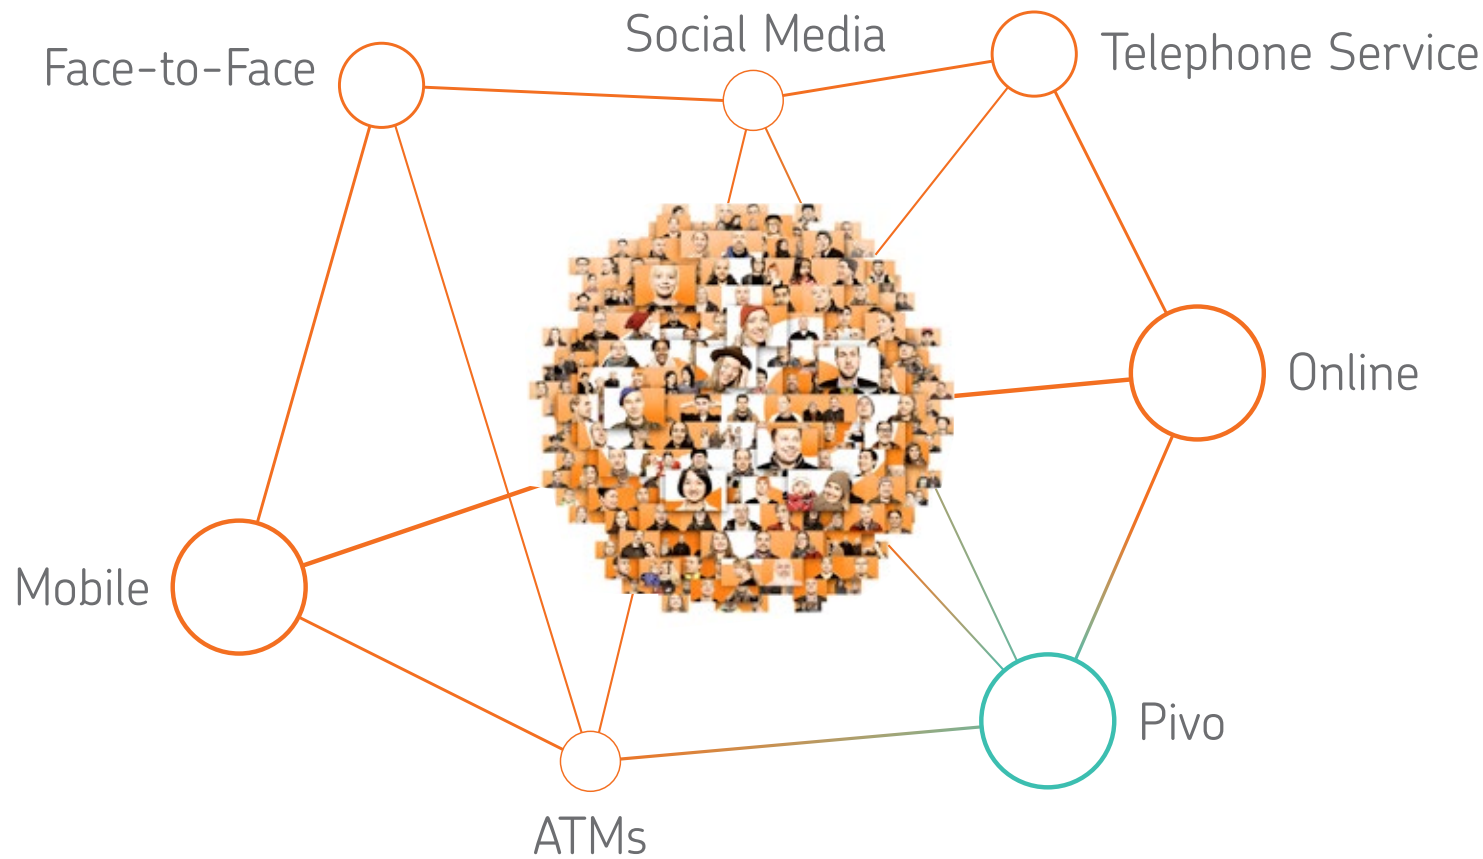 Social Media
Face-to-Face
Telephone Service
Online
Mobile
Pivo
ATMs